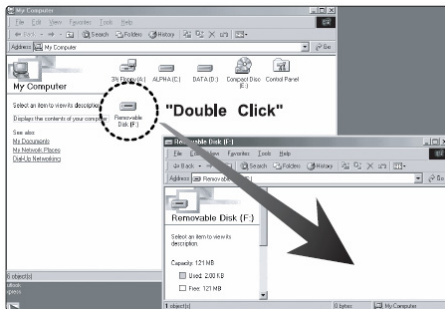 My Computer
File Edit View Favorites Tools Help
Back Search Folders History
Address My Computer Go
My Computer
3½ Floppy (A:) ALPHA (C:) DATA (D:) Compact Disc (E:) Control Panel
Select an item to view its description.
Displays the contents of your computer
Removable Disk (F:)
"Double Click"
See also
My Documents
My Network Places
Dial-Up Networking
6 object(s)
Removable Disk (F:)
File Edit View Favorites Tools Help
Back Search Folders History
Address Removable Go
Removable Disk (F:)
Select an item to view its description.
Capacity: 121 MB
Used: 2.00 KB
Free: 121 MB
1 object(s) 0 bytes My Computer